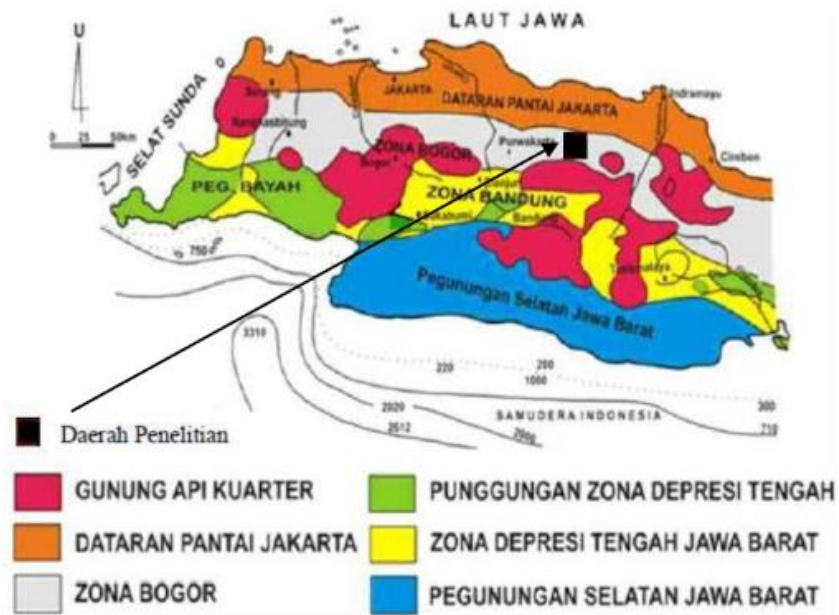 LAUT JAWA
U
0 25 50km
SELAT SUNDA
Serang
JAKARTA
DATARAN PANTAI JAKARTA
Indramayu
Rangkasbitung
ZONA BOGOR
Bogor
Purwakarta
Cirebon
PEG. BAYAH
Cianjur
ZONA BANDUNG
Sukabumi
Bandung
Tasikmalaya
Pegunungan Selatan Jawa Barat
750
3310
220
200
1000
2020
2612
2900
300
710
SAMUDERA INDONESIA
Daerah Penelitian
GUNUNG API KUARTER
PUNGGUNGAN ZONA DEPRESI TENGAH
DATARAN PANTAI JAKARTA
ZONA DEPRESI TENGAH JAWA BARAT
ZONA BOGOR
PEGUNUNGAN SELATAN JAWA BARAT